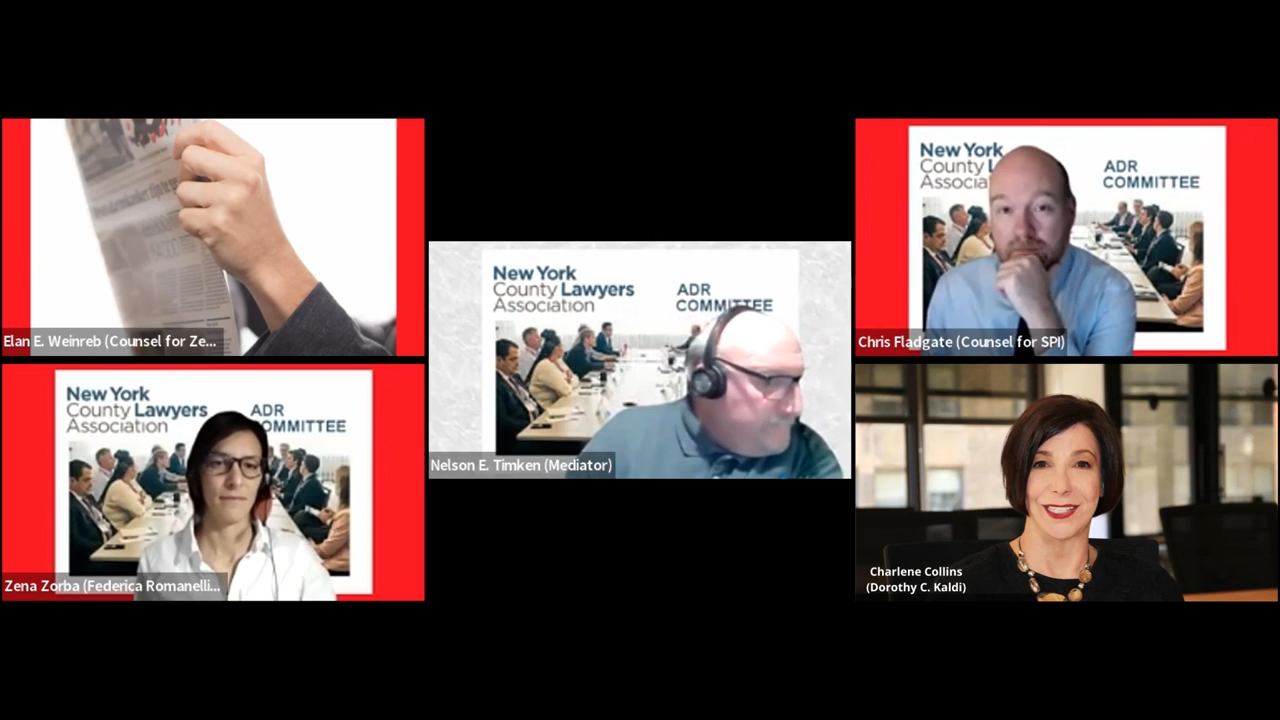 Elan E. Weinreb (Counsel for Ze...
New York
County Lawyers
Association
ADR
COMMITTEE
Zena Zorba (Federica Romanelli...
New York
County Lawyers
Association
ADR
COMMITTEE
Nelson E. Timken (Mediator)
New York
County L
Associa
ADR
COMMITTEE
Chris Fladgate (Counsel for SPI)
Charlene Collins
(Dorothy C. Kaldi)